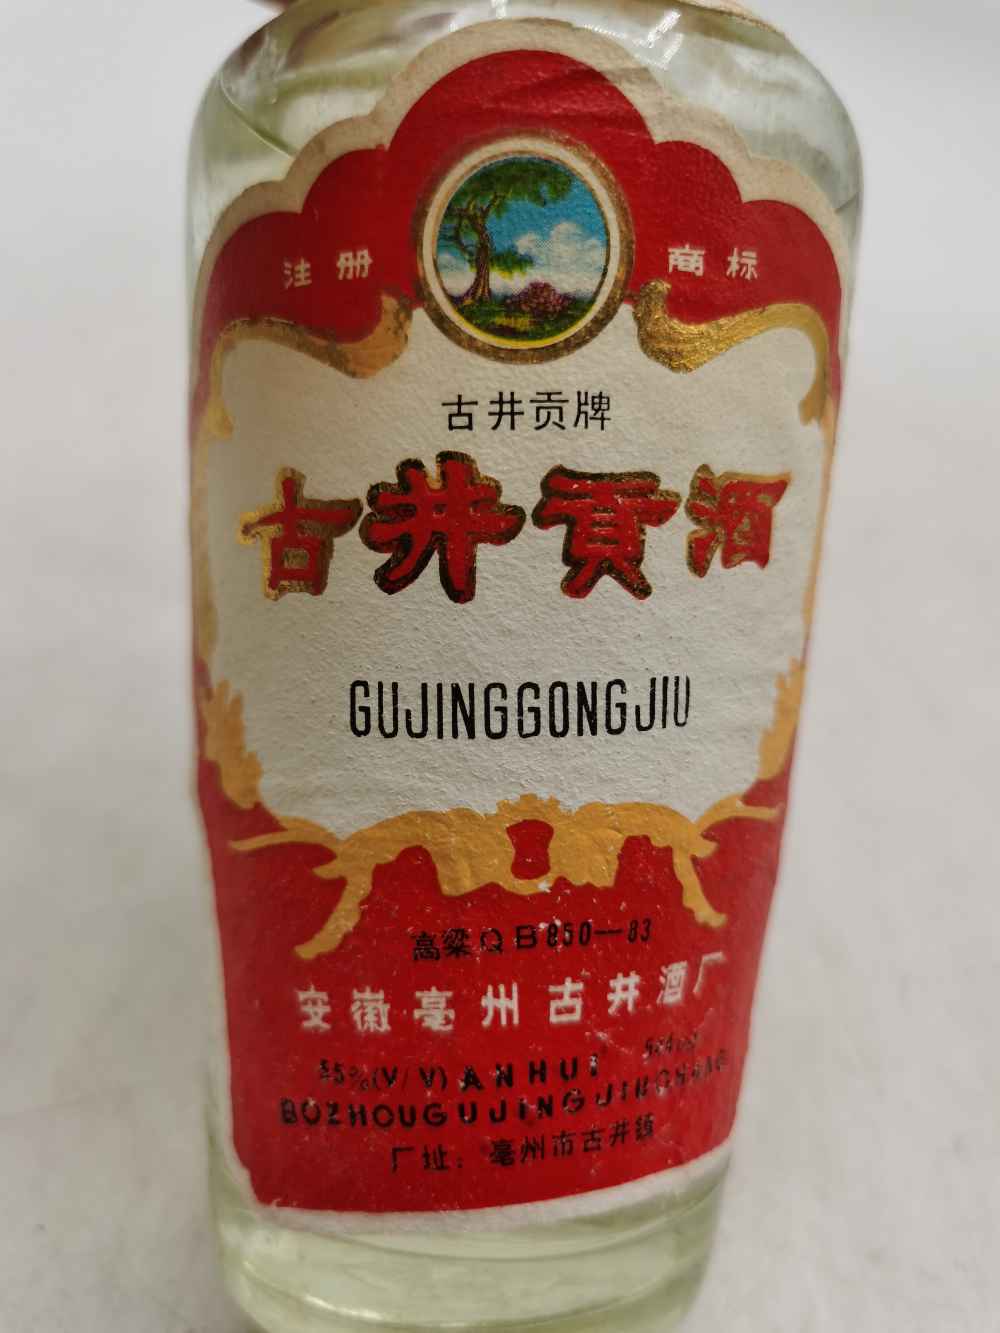 注册 商标
古井贡牌
古井貢酒
GUJINGGONGJIU
高粱QB850—83
安徽亳州古井酒厂
55%(V/V) ANHUI
BOZHOUGUJINGJIUCHANG
厂址：亳州市古井镇